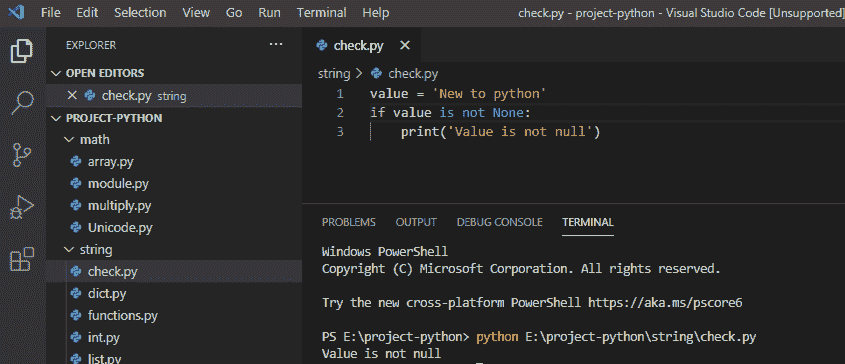 File Edit Selection View Go Run Terminal Help check.py - project-python - Visual Studio Code [Unsupported]
EXPLORER ...
OPEN EDITORS
check.py string
PROJECT-PYTHON
math
array.py
module.py
multiply.py
Unicode.py
string
check.py
dict.py
functions.py
int.py
list.py
check.py
string > check.py
1 value = 'New to python'
2 if value is not None:
3 print('Value is not null')
PROBLEMS OUTPUT DEBUG CONSOLE TERMINAL
Windows PowerShell
Copyright (C) Microsoft Corporation. All rights reserved.
Try the new cross-platform PowerShell https://aka.ms/pscore6
PS E:\project-python> python E:\project-python\string\check.py
Value is not null